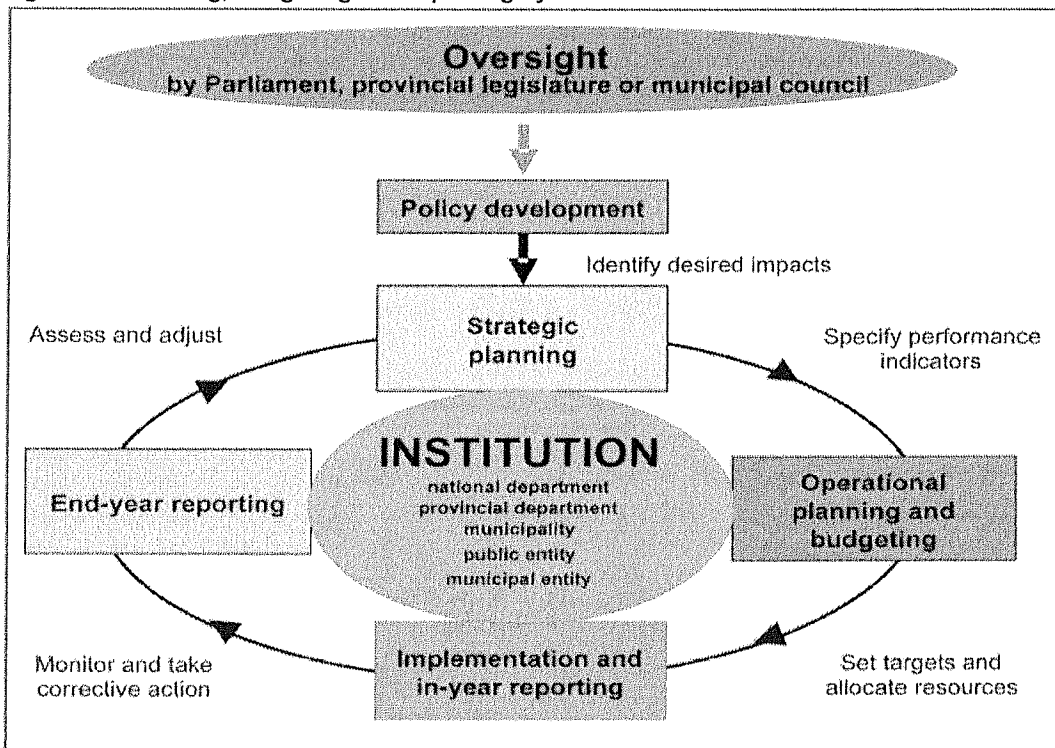 Oversight
by Parliament, provincial legislature or municipal council
Policy development
Identify desired impacts
Strategic
planning
Assess and adjust
Specify performance
indicators
INSTITUTION
national department
provincial department
municipality
public entity
municipal entity
End-year reporting
Operational
planning and
budgeting
Implementation and
in-year reporting
Monitor and take
corrective action
Set targets and
allocate resources